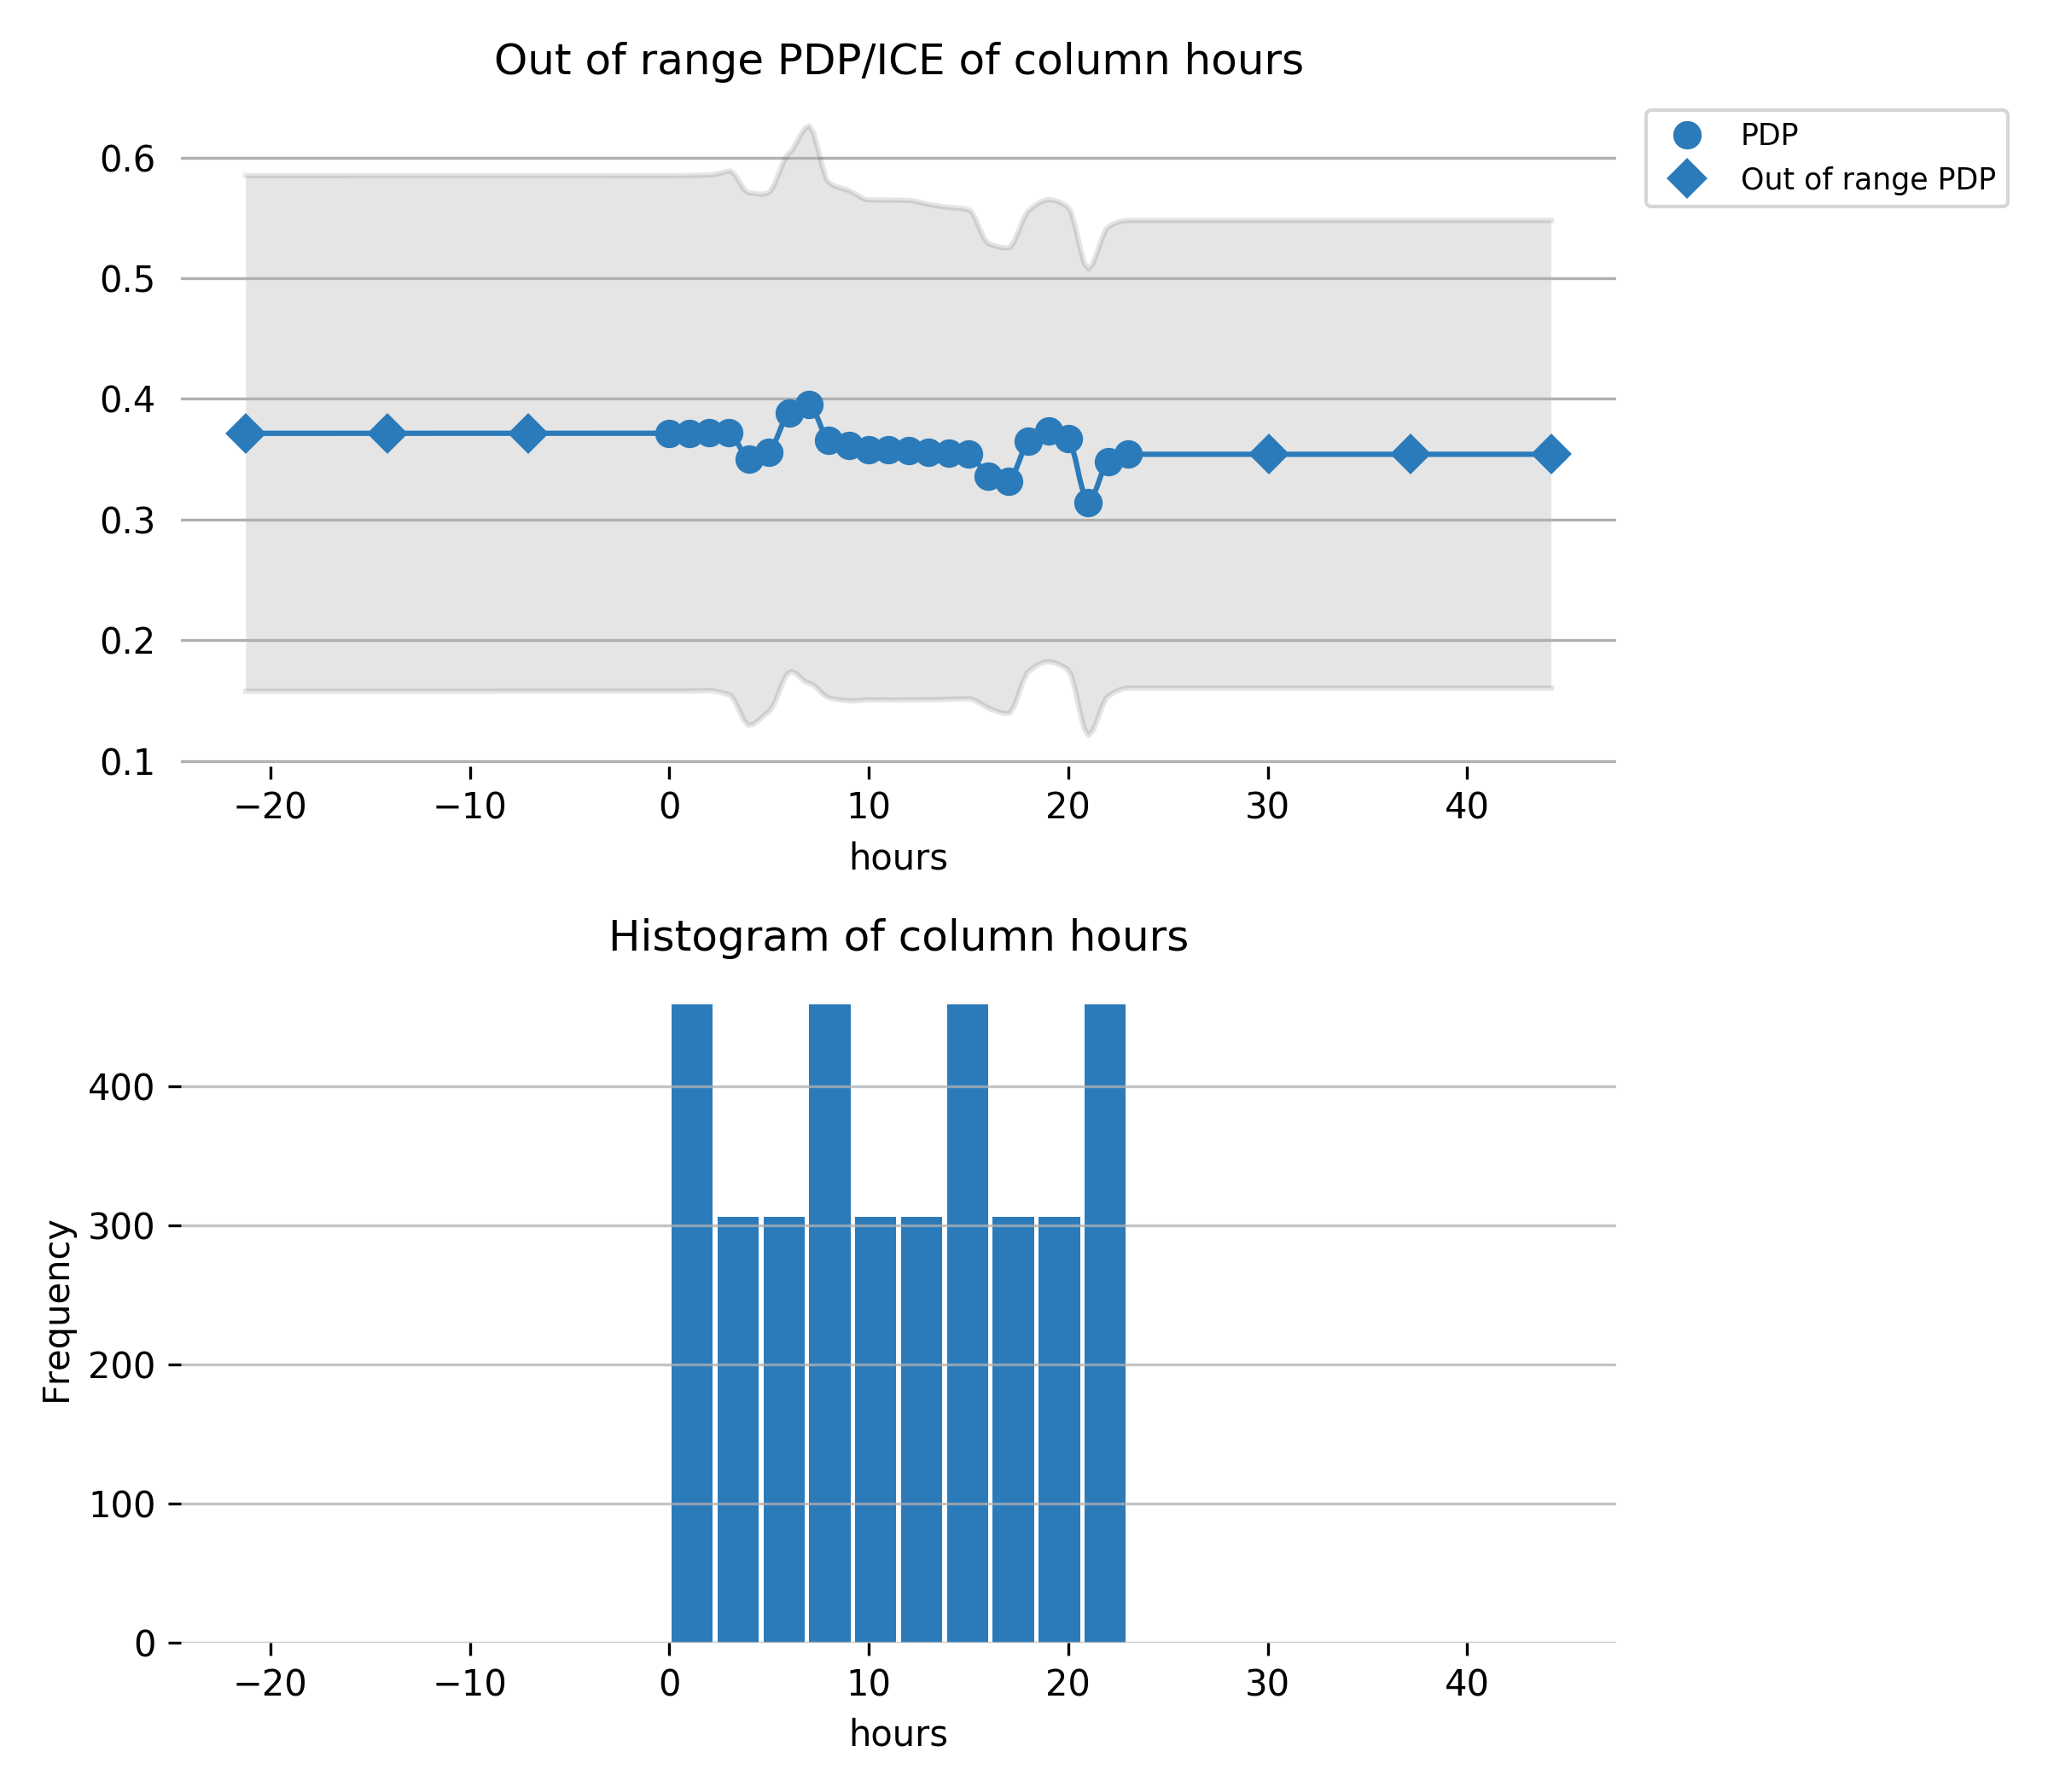 Out of range PDP/ICE of column hours
PDP
Out of range PDP
0.6
0.5
0.4
0.3
0.2
0.1
−20 −10 0 10 20 30 40
hours
Histogram of column hours
Frequency
400
300
200
100
0
−20 −10 0 10 20 30 40
hours